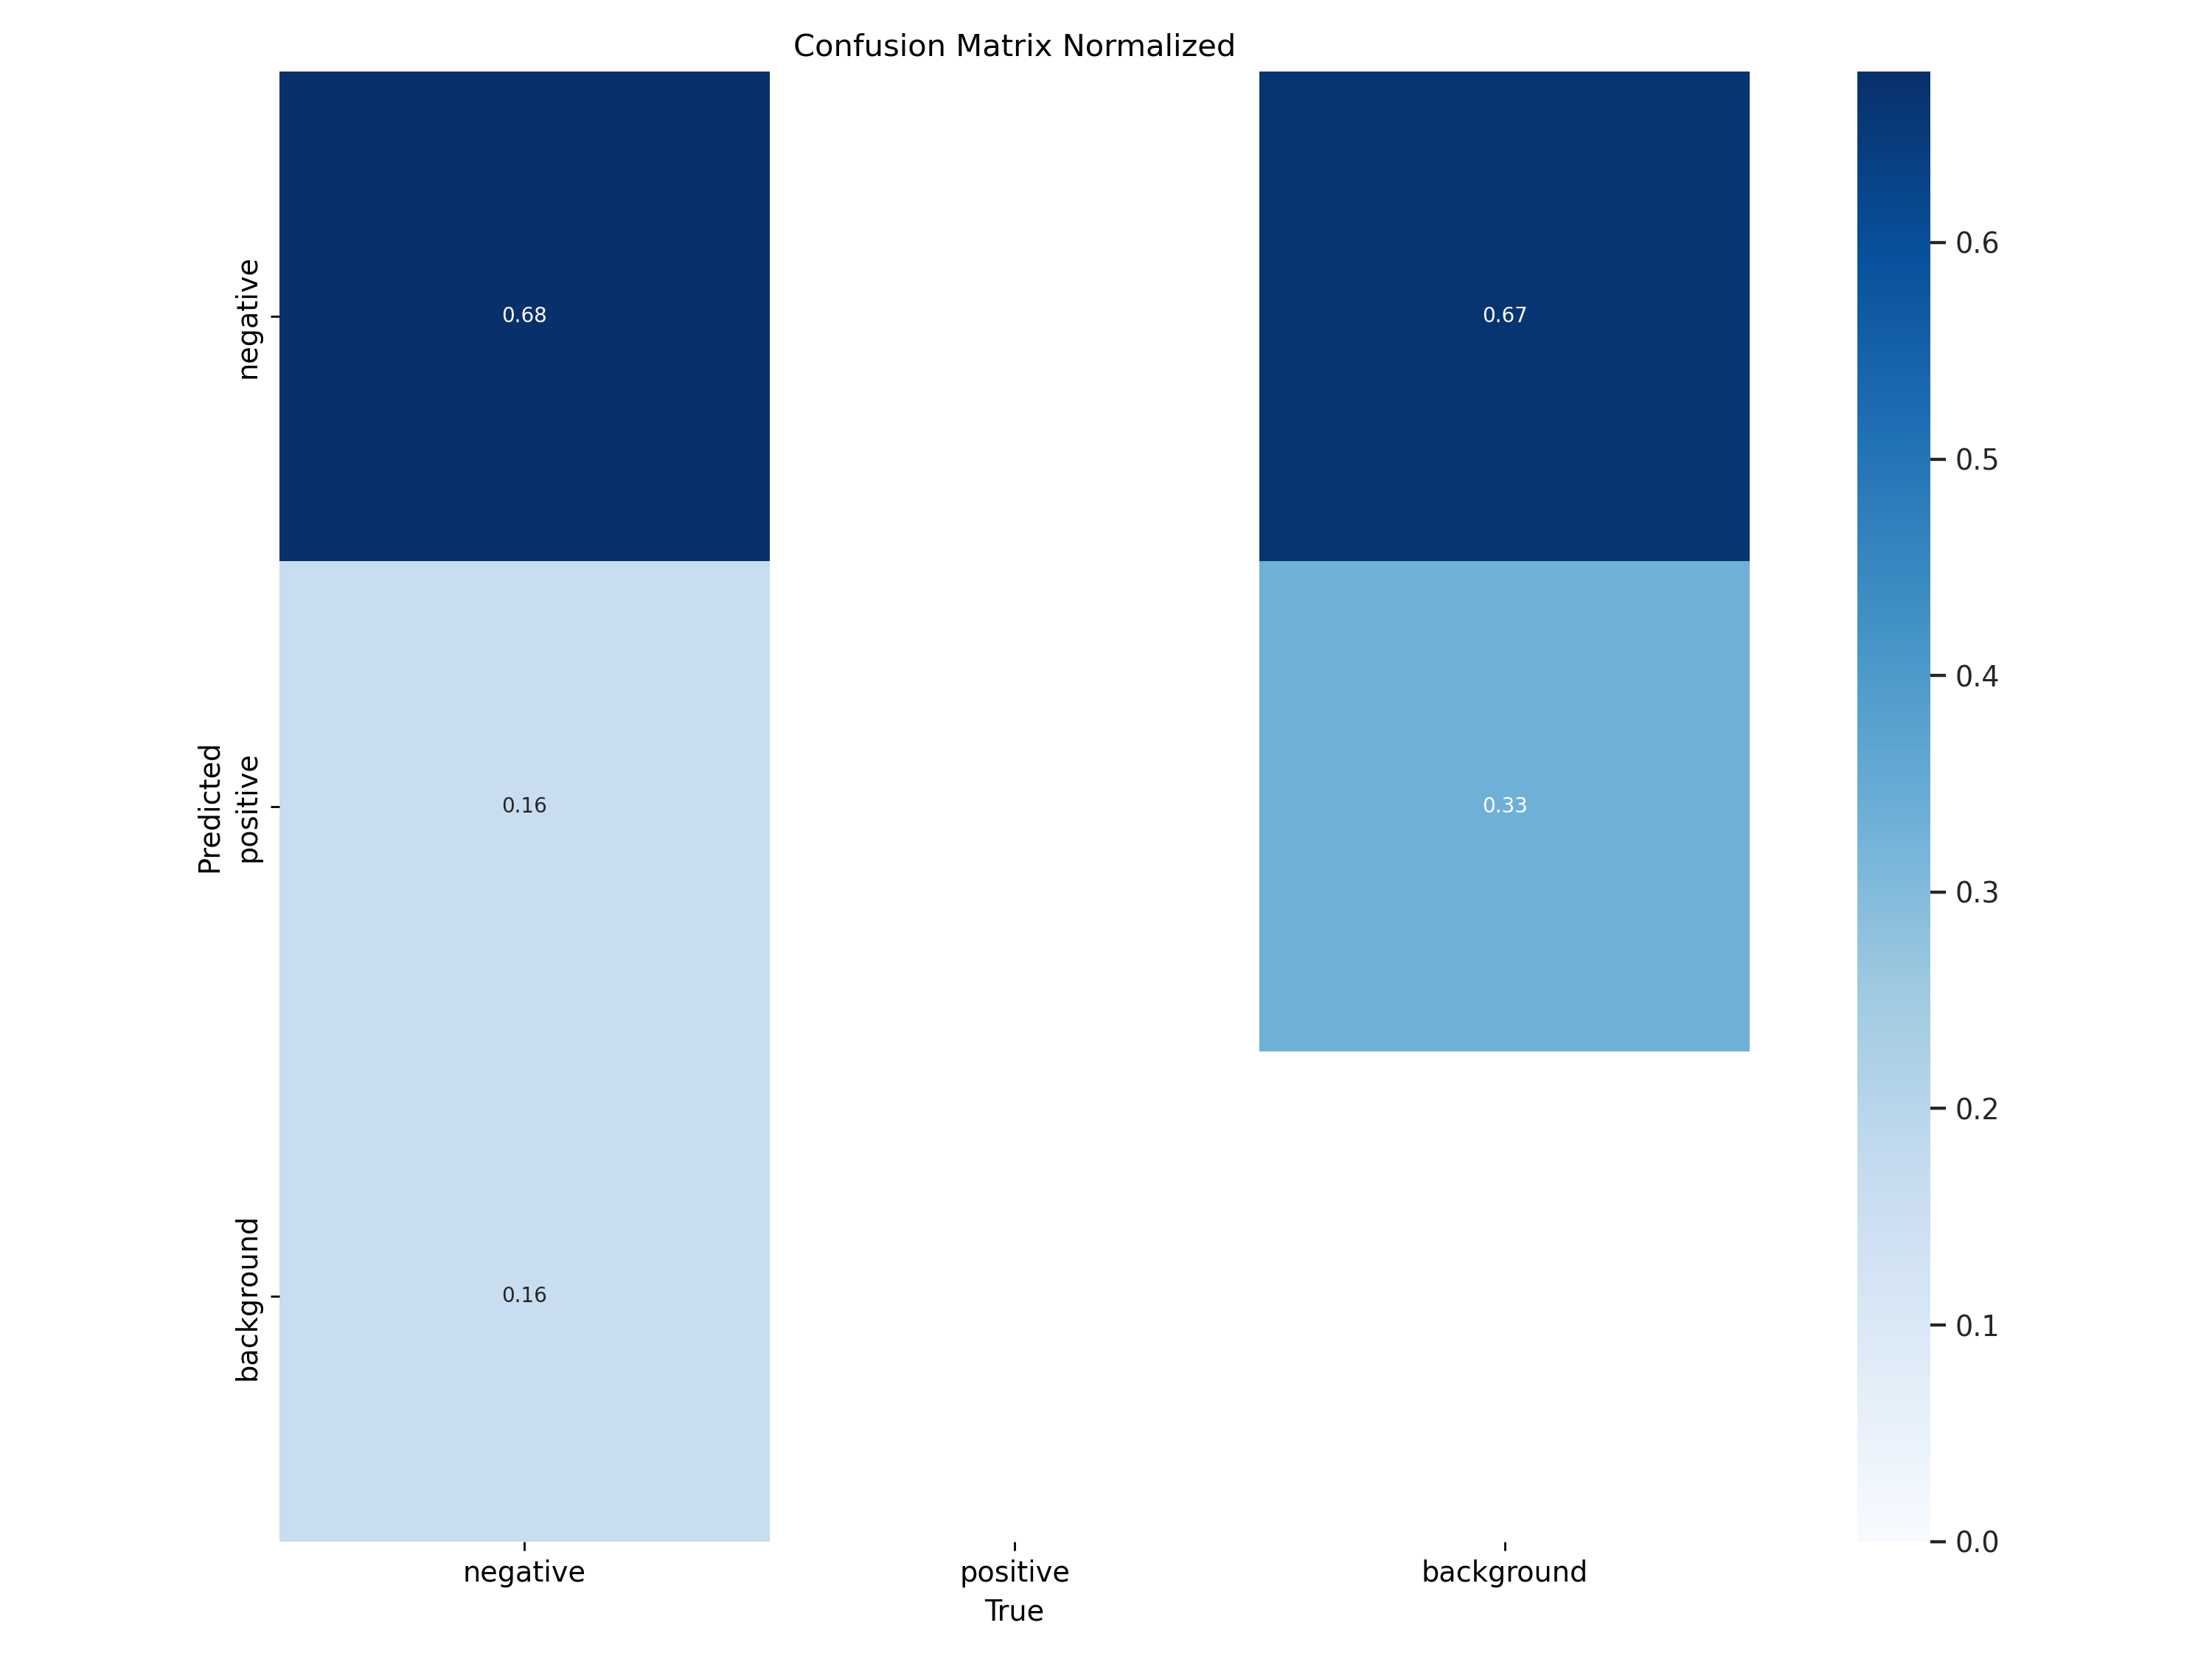 Confusion Matrix Normalized
negative
0.68
0.67
0.6
0.5
0.4
Predicted
positive
0.16
0.33
0.3
0.2
background
0.16
0.1
0.0
negative
positive
background
True